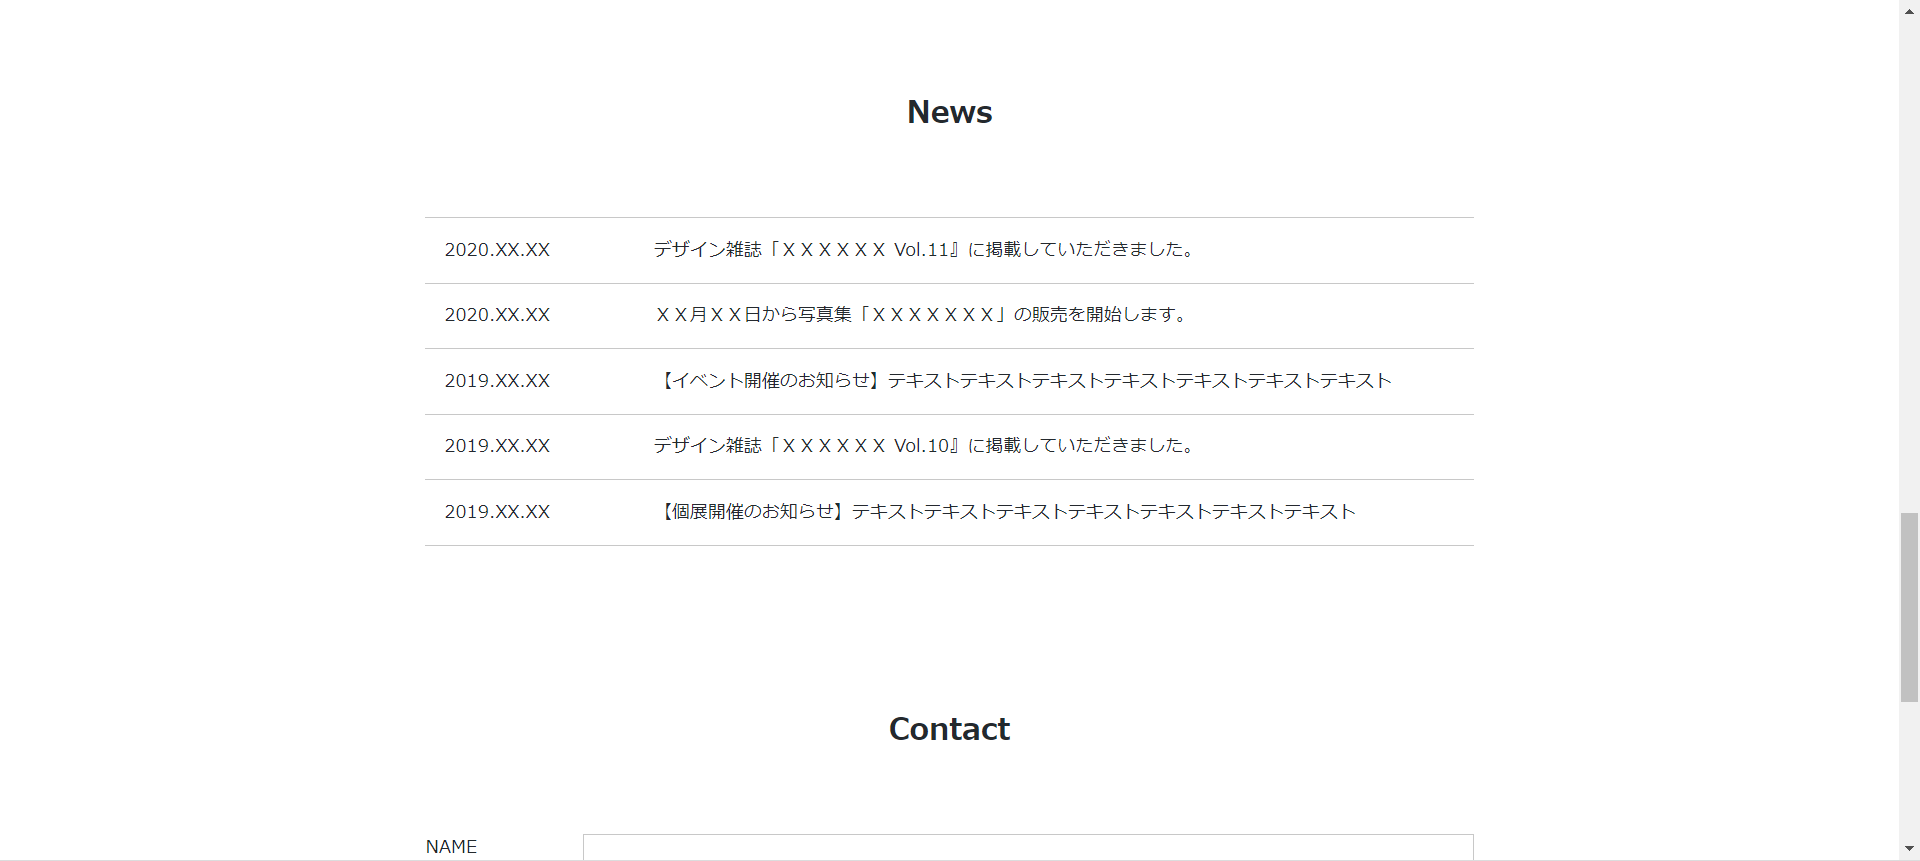 News
2020.XX.XX デザイン雑誌「ＸＸＸＸＸＸ Vol.11』に掲載していただきました。
2020.XX.XX ＸＸ月ＸＸ日から写真集「ＸＸＸＸＸＸＸ」の販売を開始します。
2019.XX.XX 【イベント開催のお知らせ】テキストテキストテキストテキストテキストテキストテキスト
2019.XX.XX デザイン雑誌「ＸＸＸＸＸＸ Vol.10』に掲載していただきました。
2019.XX.XX 【個展開催のお知らせ】テキストテキストテキストテキストテキストテキストテキスト
Contact
NAME